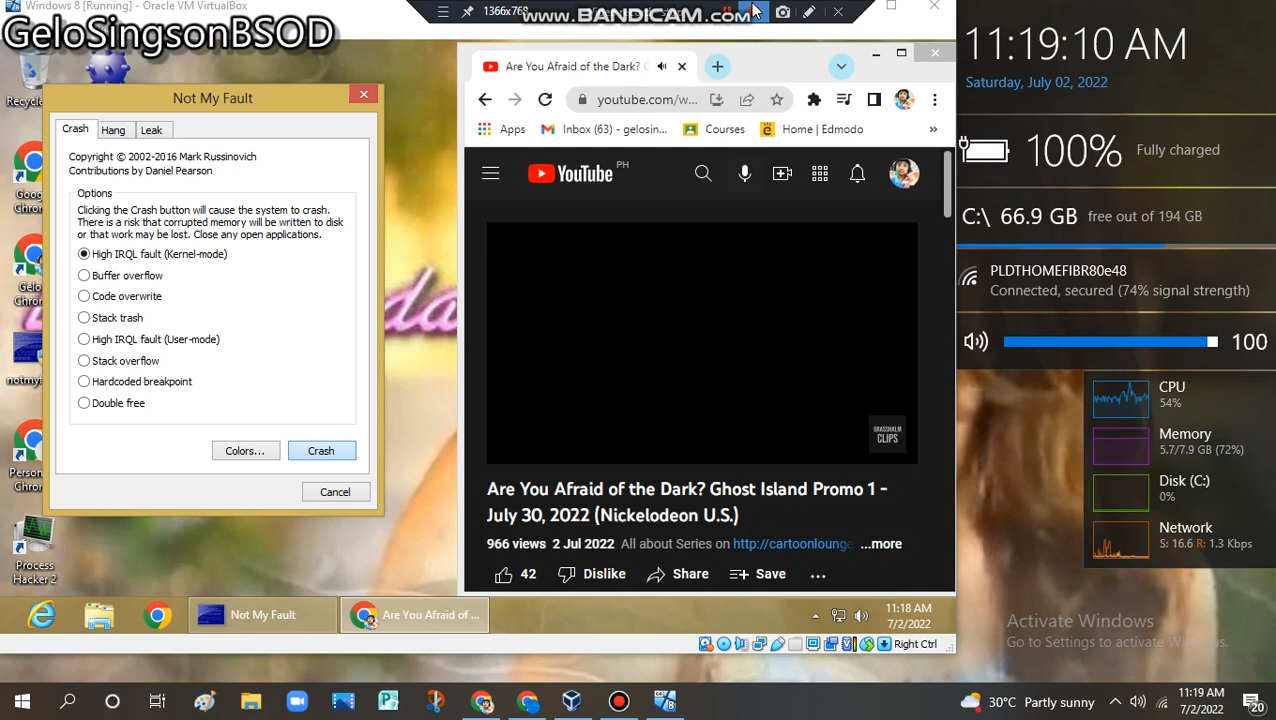 Windows 8 [Running] - Oracle VM VirtualBox
1366x768
www.BANDICAM.com
GeloSingsonBSOD
Not My Fault
Crash
Hang
Leak
Copyright © 2002-2016 Mark Russinovich
Contributions by Daniel Pearson
Options
Clicking the Crash button will cause the system to crash.
There is a risk that corrupted memory will be written to disk
or that work may be lost. Close any open applications.
High IRQL fault (Kernel-mode)
Buffer overflow
Code overwrite
Stack trash
High IRQL fault (User-mode)
Stack overflow
Hardcoded breakpoint
Double free
Colors...
Crash
Cancel
Process
Hacker 2
Are You Afraid of the Dark?
youtube.com/w...
Apps
Inbox (63) - gelosin...
Courses
Home | Edmodo
»
YouTube PH
GRASSHALM
CLIPS
Are You Afraid of the Dark? Ghost Island Promo 1 -
July 30, 2022 (Nickelodeon U.S.)
966 views 2 Jul 2022 All about Series on http://cartoonlounge ...more
42
Dislike
Share
Save
Not My Fault
Are You Afraid of ...
11:18 AM
7/2/2022
Right Ctrl
11:19:10 AM
Saturday, July 02, 2022
100%
Fully charged
C:\ 66.9 GB free out of 194 GB
PLDTHOMEFIBR80e48
Connected, secured (74% signal strength)
100
CPU
54%
Memory
5.7/7.9 GB (72%)
Disk (C:)
0%
Network
S: 16.6 R: 1.3 Kbps
Activate Windows
Go to Settings to activate Windows.
30°C Partly sunny
11:19 AM
7/2/2022
20